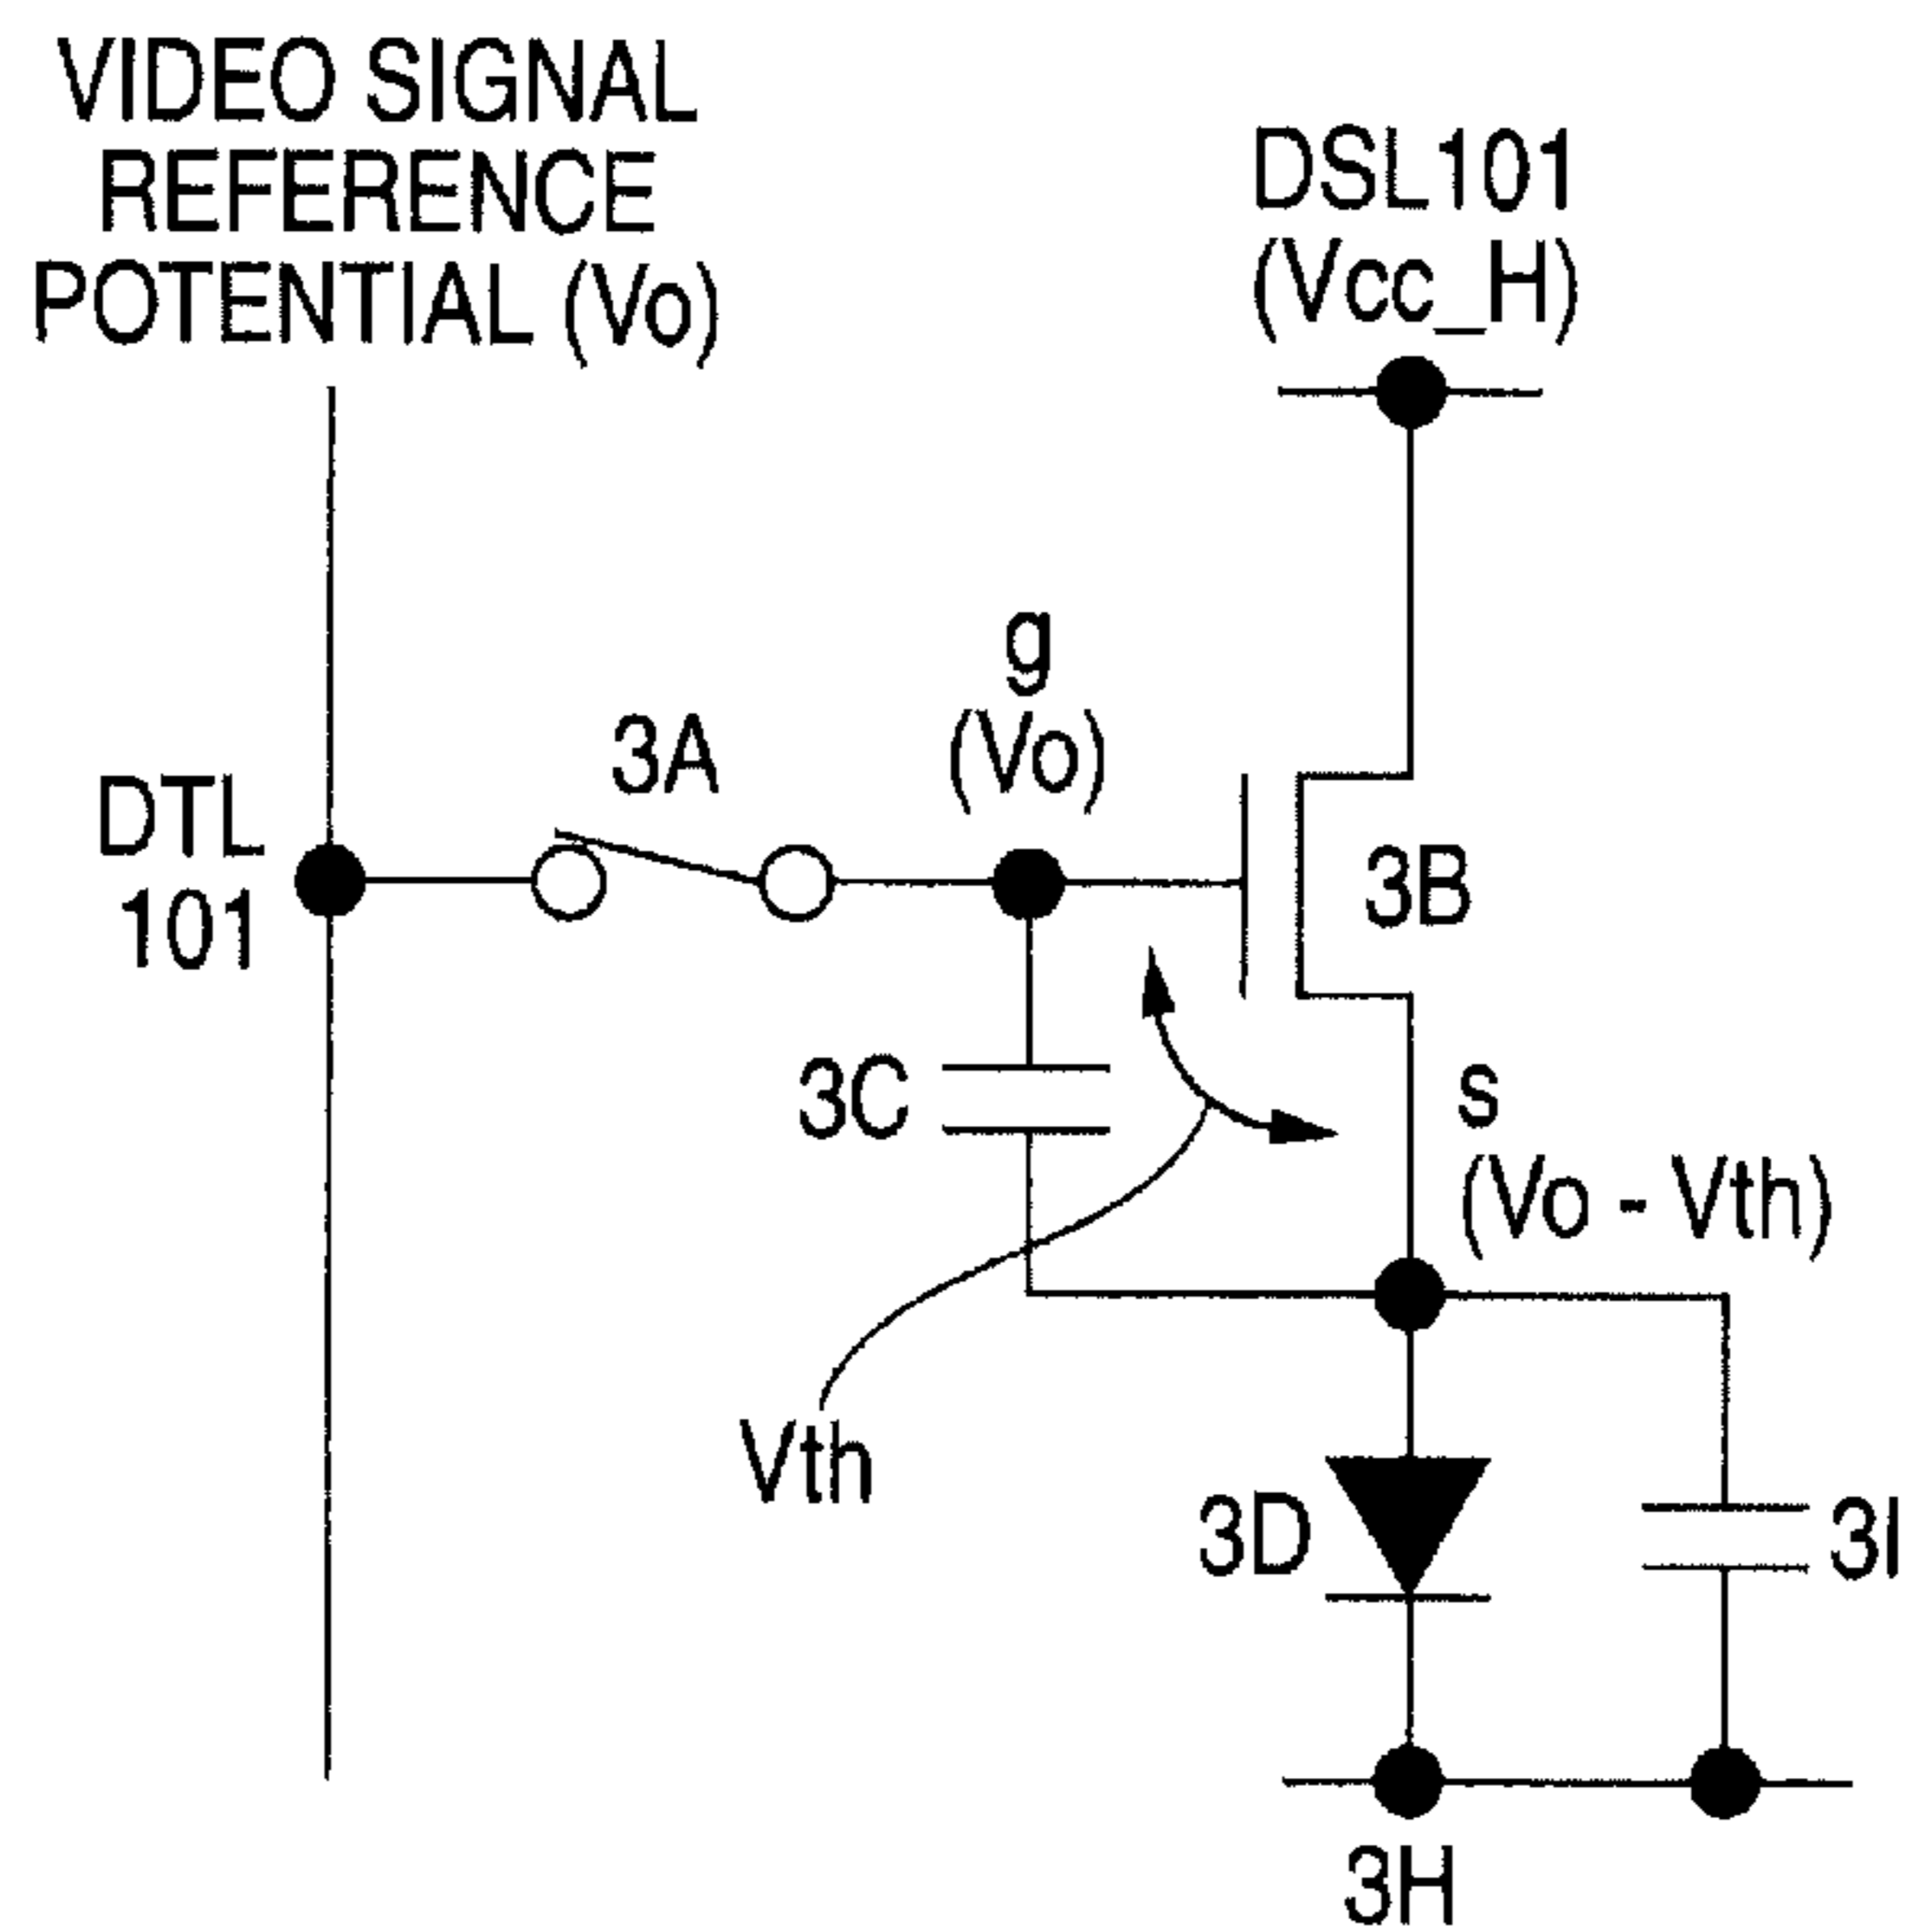 VIDEO SIGNAL
REFERENCE
POTENTIAL (Vo)
DSL101
(Vcc_H)
g
(Vo)
3A
DTL
101
3B
3C
s
(Vo - Vth)
Vth
3D
3I
3H